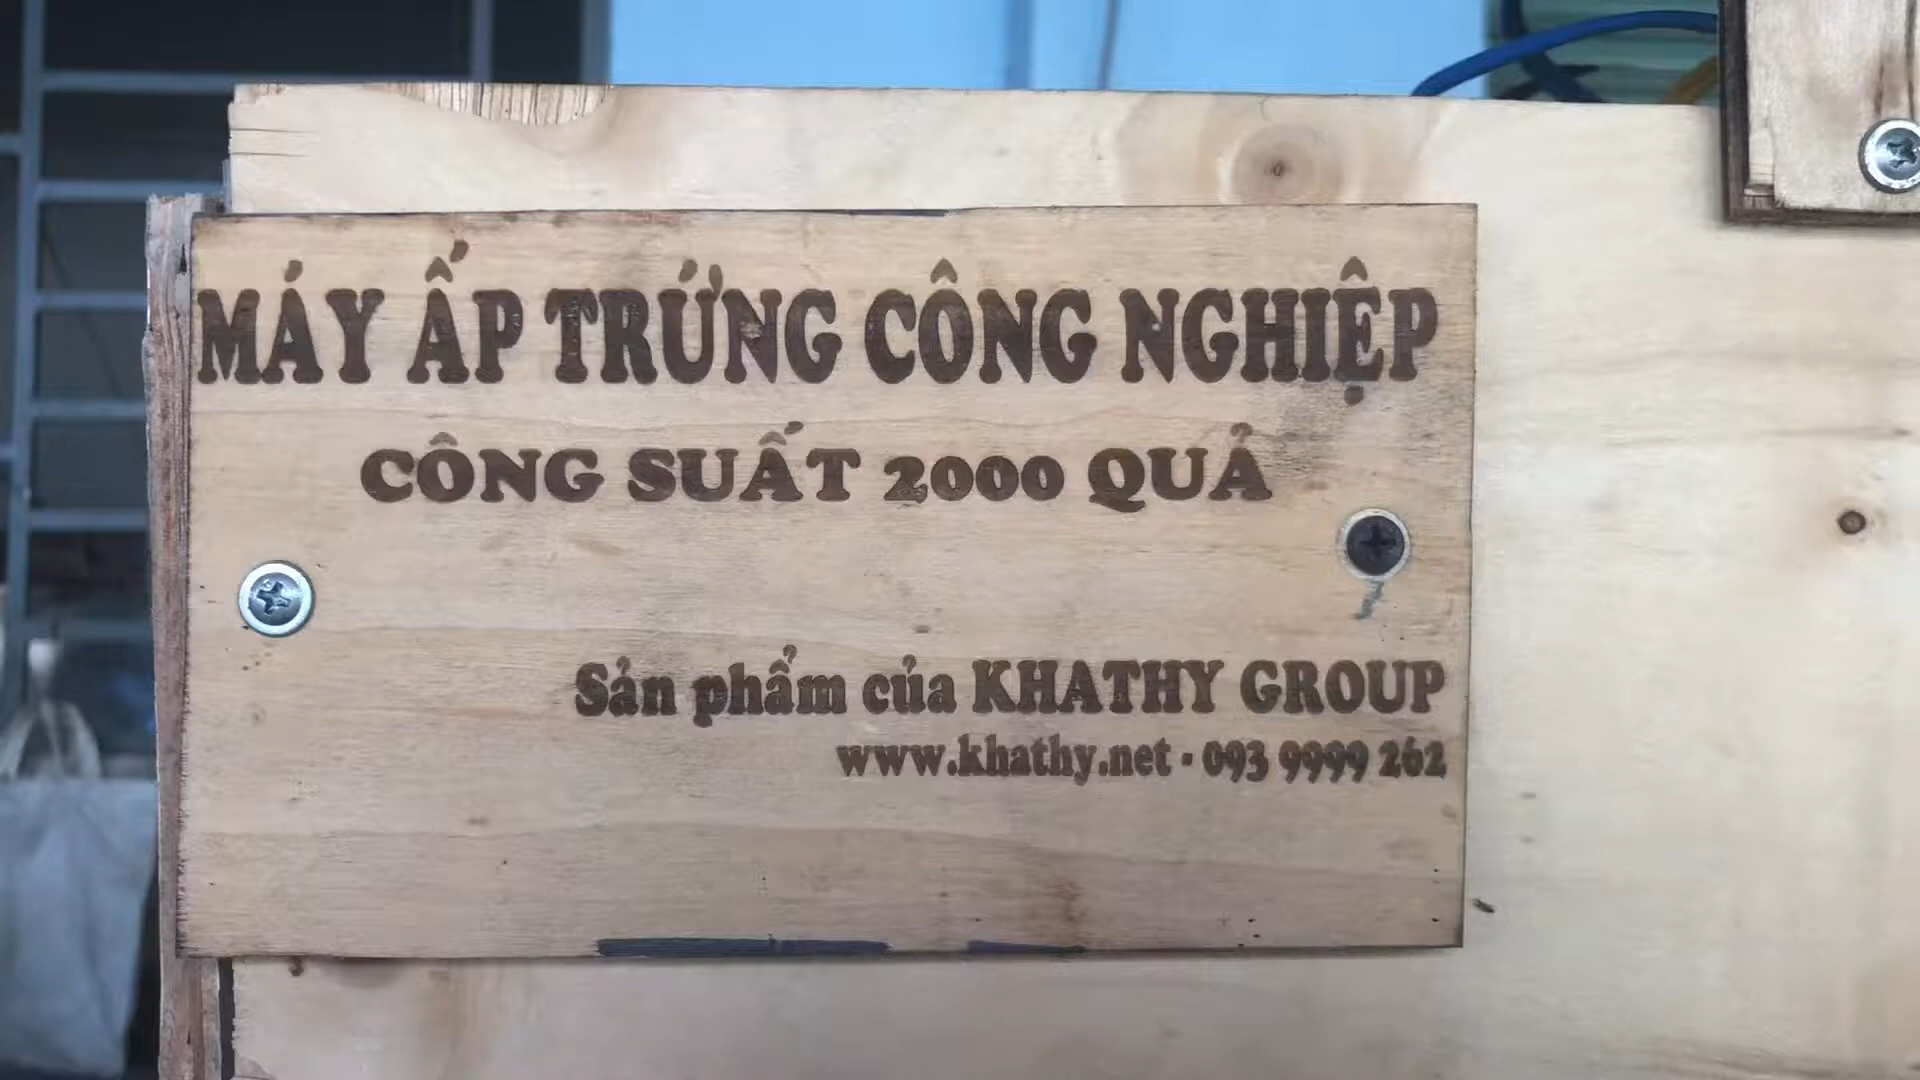 MÁY ẤP TRỨNG CÔNG NGHIỆP
CÔNG SUẤT 2000 QUẢ
Sản phẩm của KHATHY GROUP
www.khathy.net - 093 9999 262